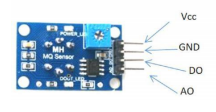 Vcc
POWER_LED
GND
MH
MQ Sensor
DO
DOUT_LED
AO